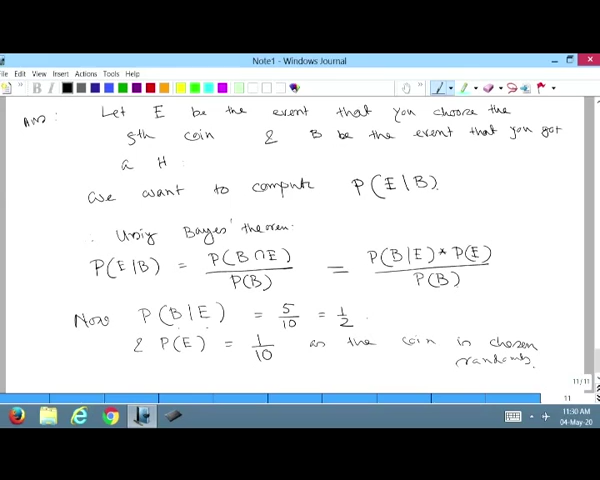 Note1 - Windows Journal
File Edit View Insert Actions Tools Help
Ans: Let E be the event that you choose the
5th coin & B be the event that you got
a H.
We want to compute P(E|B).
∴ Using Bayes' theorem:
P(E|B) = P(B∩E)/P(B) = P(B|E) * P(E)/P(B)
Now P(B|E) = 5/10 = 1/2.
& P(E) = 1/10 as the coin is chosen
randomly.
11/11
11
11:30 AM
04-May-20